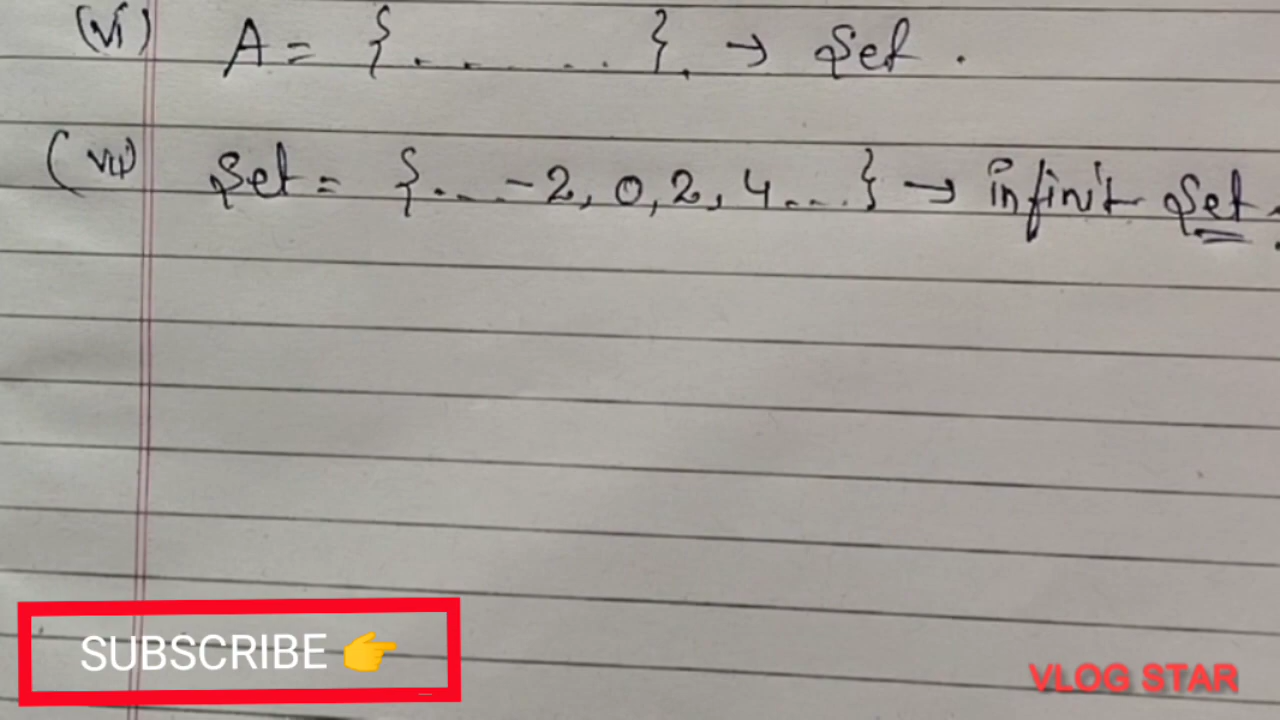 (vi) A = {. . . . . .}. → Set.
(vii) Set = {...-2, 0, 2, 4...} → infinit Set.
SUBSCRIBE 👉
VLOG STAR